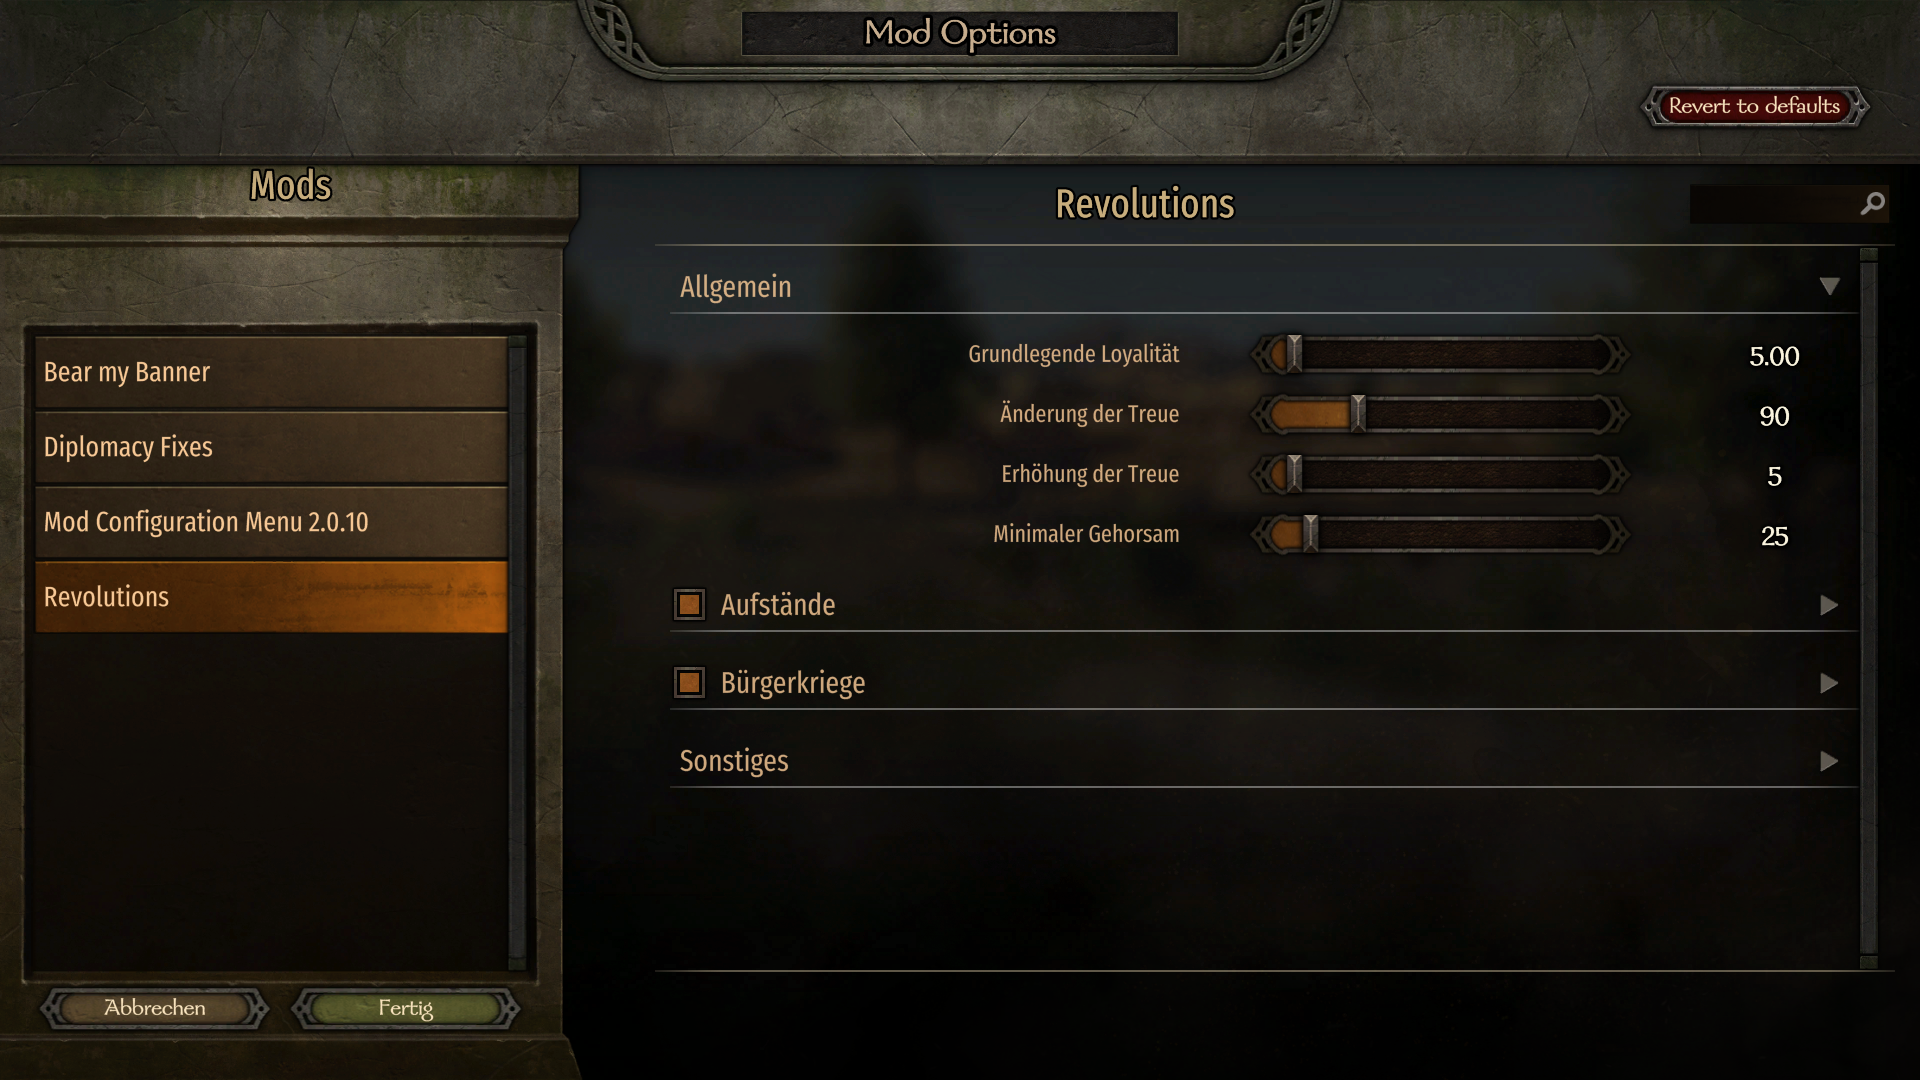 Mod Options
Revert to defaults
Mods
Bear my Banner
Diplomacy Fixes
Mod Configuration Menu 2.0.10
Revolutions
Abbrechen
Fertig
Revolutions
Allgemein
Grundlegende Loyalität 5.00
Änderung der Treue 90
Erhöhung der Treue 5
Minimaler Gehorsam 25
Aufstände
Bürgerkriege
Sonstiges